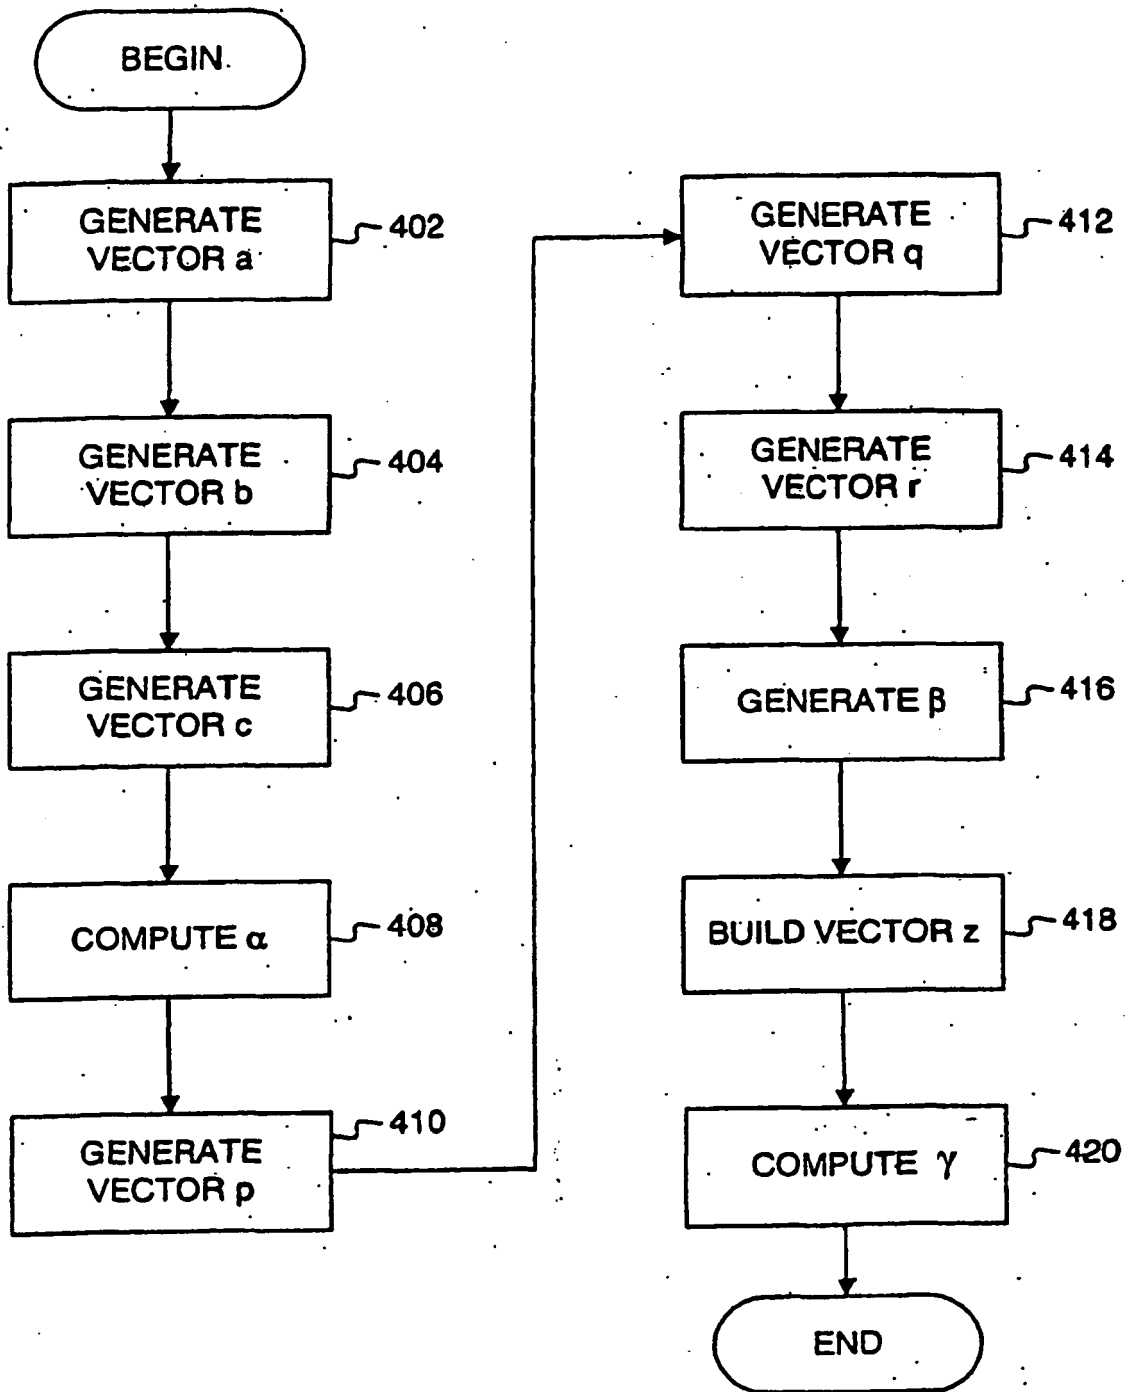 BEGIN
GENERATE
VECTOR a
402
GENERATE
VECTOR b
404
GENERATE
VECTOR c
406
COMPUTE α
408
GENERATE
VECTOR p
410
GENERATE
VECTOR q
412
GENERATE
VECTOR r
414
GENERATE β
416
BUILD VECTOR z
418
COMPUTE γ
420
END